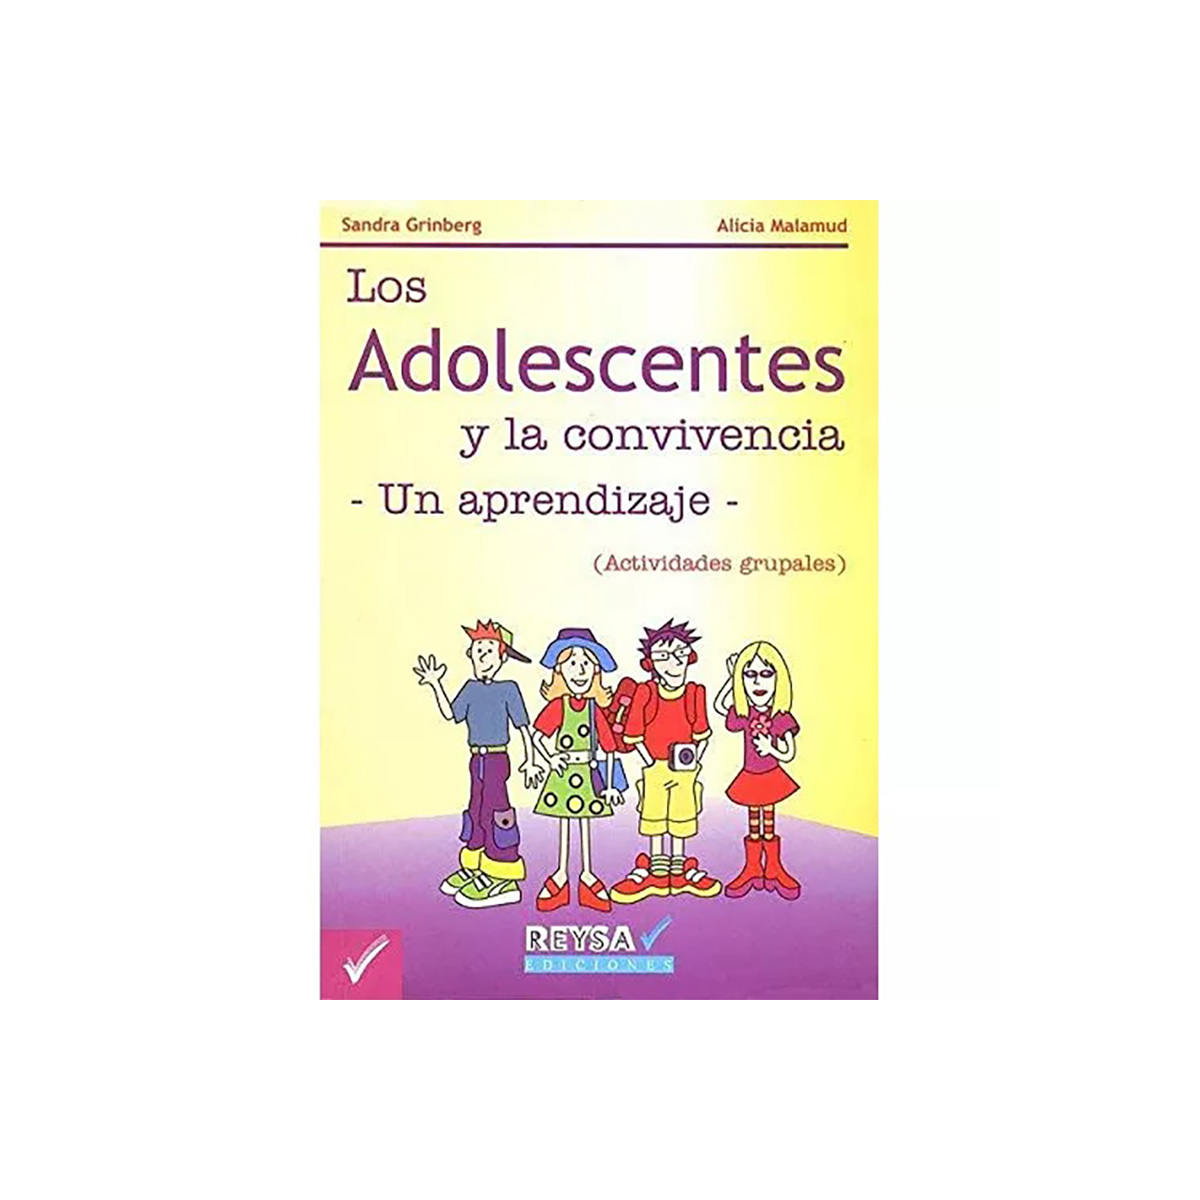 Sandra Grinberg Alicia Malamud
Los
Adolescentes
y la convivencia
- Un aprendizaje -
(Actividades grupales)
REYSA
EDICIONES